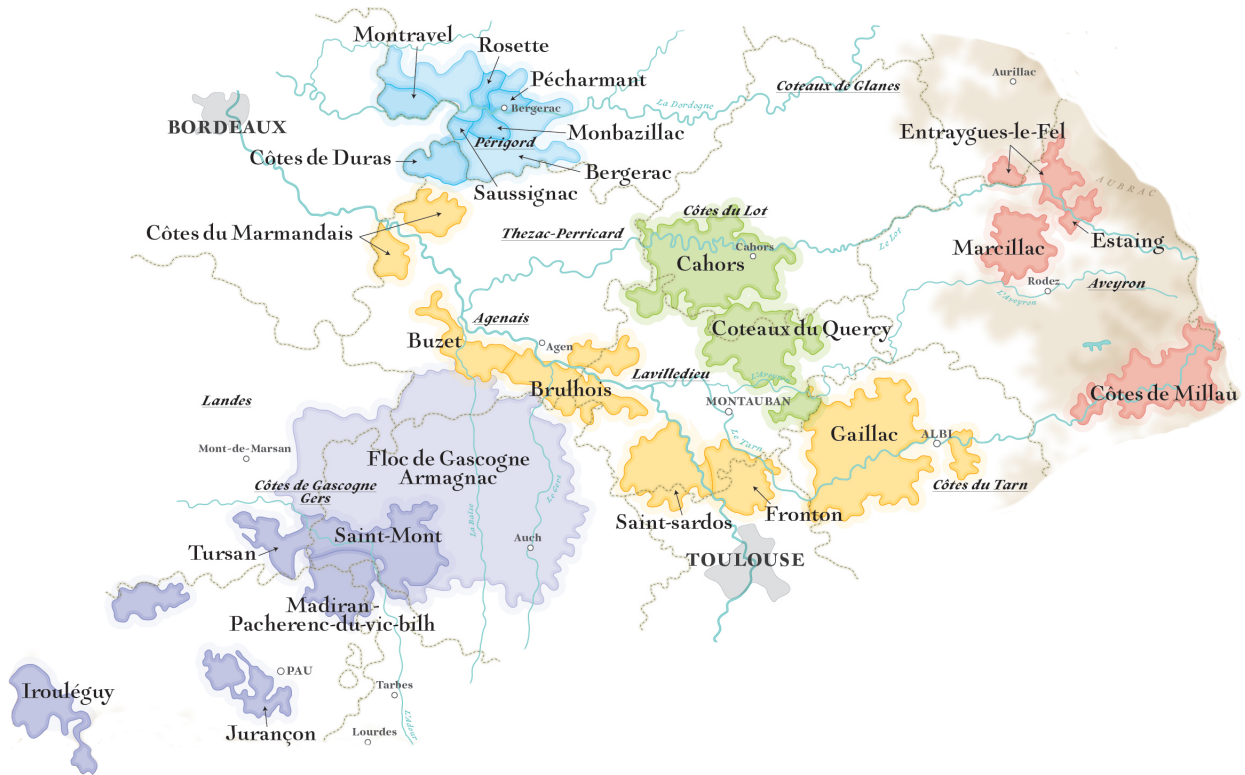 Montravel
Rosette
Pécharmant
Aurillac
Coteaux de Glanes
La Dordogne
Bergerac
BORDEAUX
Entraygues-le-Fel
Monbazillac
Périgord
Côtes de Duras
Bergerac
AUBRAC
Saussignac
Côtes du Lot
Côtes du Marmandais
Thezac-Perricard
Le Lot
Cahors
Estaing
Marcillac
Cahors
Rodez
Aveyron
L'Aveyron
Agenais
Coteaux du Quercy
Buzet
Agen
Lavilledieu
L'Aveyron
Brulhois
Côtes de Millau
Landes
MONTAUBAN
Gaillac
ALBI
Le Tarn
Mont-de-Marsan
Floc de Gascogne
Armagnac
Le Gers
Côtes de Gascogne
Gers
Côtes du Tarn
La Baïse
Fronton
Saint-sardos
Saint-Mont
Auch
Tursan
TOULOUSE
Madiran-
Pacherenc-du-vic-bilh
PAU
Irouléguy
Tarbes
L'Adour
Jurançon
Lourdes